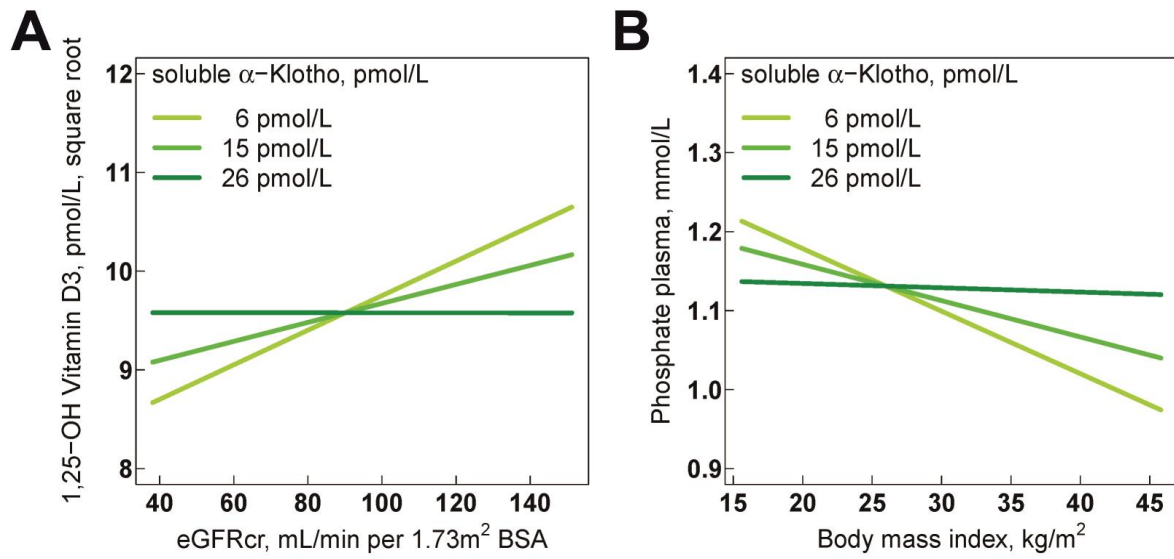 A
1,25−OH Vitamin D3, pmol/L, square root
soluble α−Klotho, pmol/L
6 pmol/L
15 pmol/L
26 pmol/L
12
11
10
9
8
40 60 80 100 120 140
eGFRcr, mL/min per 1.73m² BSA
B
Phosphate plasma, mmol/L
soluble α−Klotho, pmol/L
6 pmol/L
15 pmol/L
26 pmol/L
1.4
1.3
1.2
1.1
1.0
0.9
15 20 25 30 35 40 45
Body mass index, kg/m²